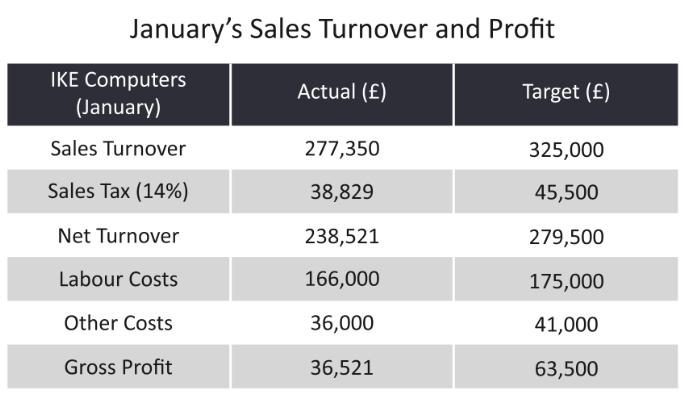 January’s Sales Turnover and Profit
IKE Computers
(January)
Actual (£)
Target (£)
Sales Turnover 277,350 325,000
Sales Tax (14%) 38,829 45,500
Net Turnover 238,521 279,500
Labour Costs 166,000 175,000
Other Costs 36,000 41,000
Gross Profit 36,521 63,500